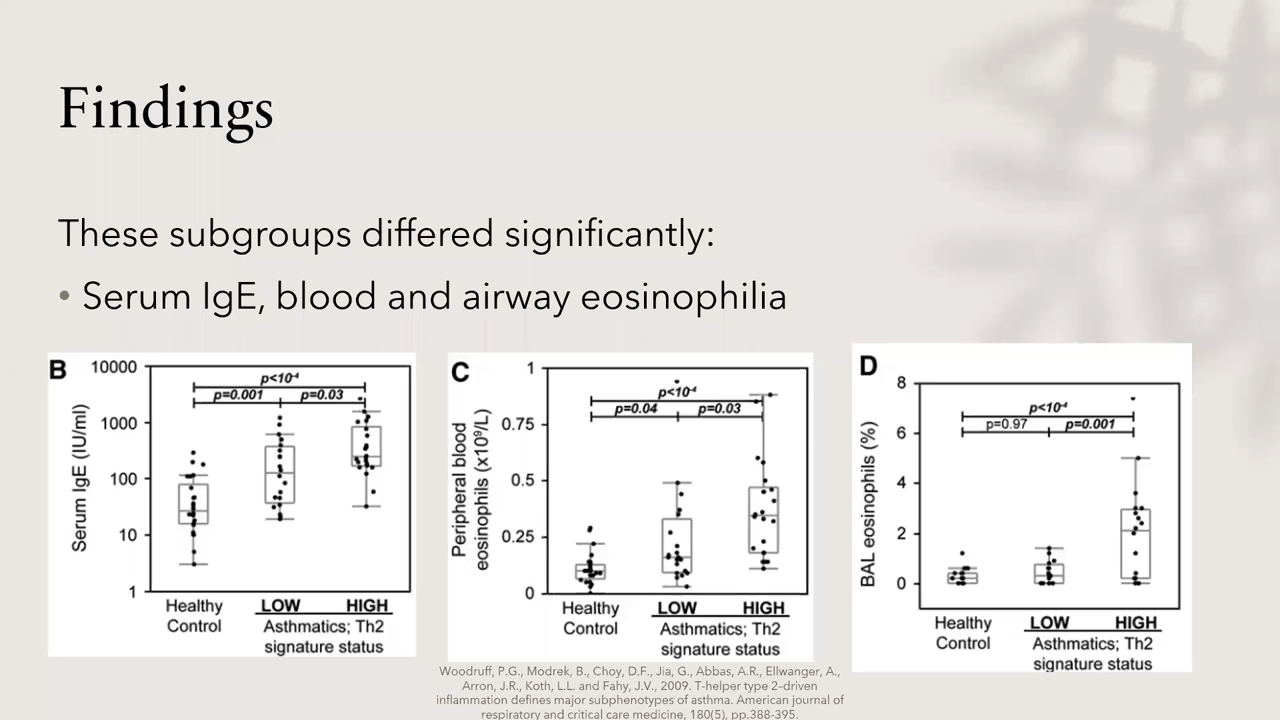 Findings
These subgroups differed significantly:
• Serum IgE, blood and airway eosinophilia
B
Serum IgE (IU/ml)
10000
1000
100
10
1
p<10⁻⁴
p=0.001
p=0.03
Healthy
Control
LOW
HIGH
Asthmatics; Th2
signature status
C
Peripheral blood
eosinophils (x10⁹/L)
1
0.75
0.5
0.25
0
p<10⁻⁴
p=0.04
p=0.03
Healthy
Control
LOW
HIGH
Asthmatics; Th2
signature status
D
BAL eosinophils (%)
8
6
4
2
0
p<10⁻⁴
p=0.97
p=0.001
Healthy
Control
LOW
HIGH
Asthmatics; Th2
signature status
Woodruff, P.G., Modrek, B., Choy, D.F., Jia, G., Abbas, A.R., Ellwanger, A.,
Arron, J.R., Koth, L.L. and Fahy, J.V., 2009. T-helper type 2–driven
inflammation defines major subphenotypes of asthma. American journal of
respiratory and critical care medicine, 180(5), pp.388-395.